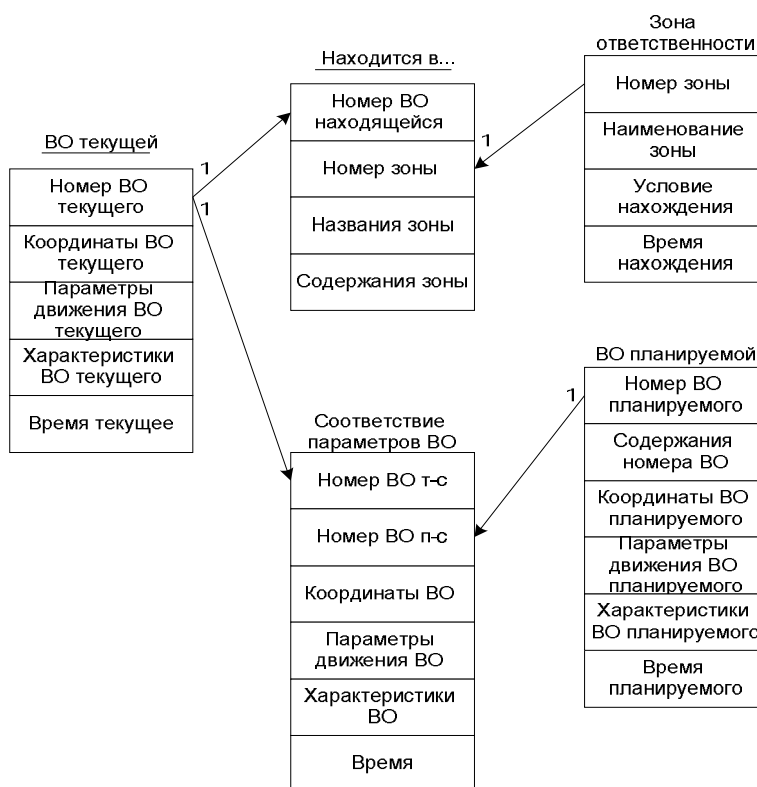 ВО текущей
Номер ВО
текущего
Координаты ВО
текущего
Параметры
движения ВО
текущего
Характеристики
ВО текущего
Время текущее
1
1
Находится в...
Номер ВО
находящейся
Номер зоны
Названия зоны
Содержания зоны
1
Зона
ответственности
Номер зоны
Наименование
зоны
Условие
нахождения
Время
нахождения
Соответствие
параметров ВО
Номер ВО т-с
Номер ВО п-с
Координаты ВО
Параметры
движения ВО
Характеристики
ВО
Время
1
ВО планируемой
Номер ВО
планируемого
Содержания
номера ВО
Координаты ВО
планируемого
Параметры
движения ВО
планируемого
Характеристики
ВО планируемого
Время
планируемого